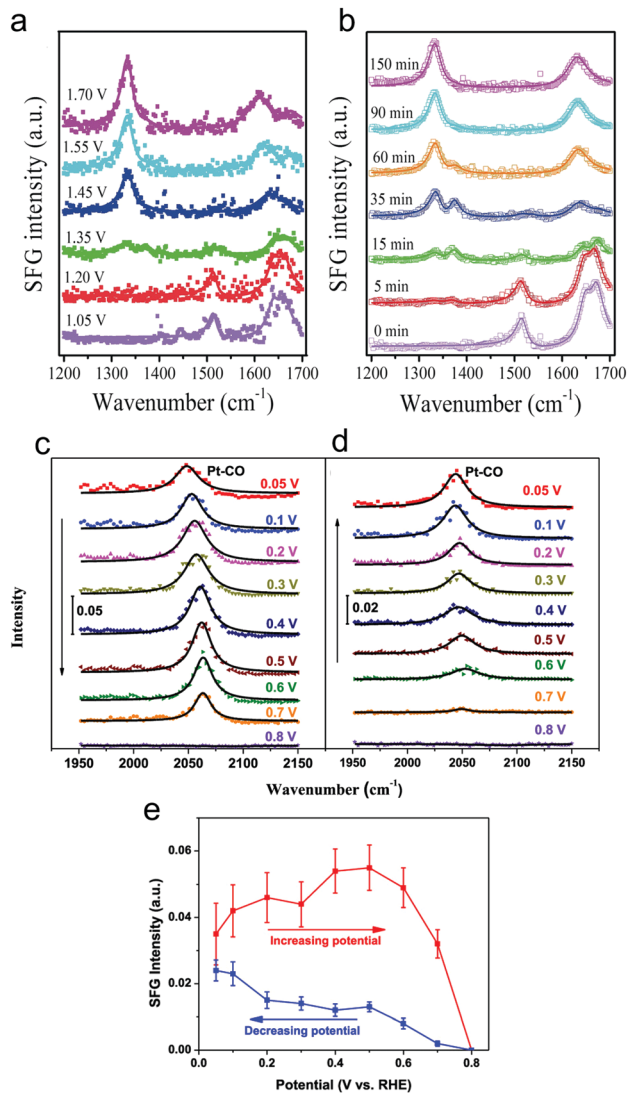 a
SFG intensity (a.u.)
1.70 V
1.55 V
1.45 V
1.35 V
1.20 V
1.05 V
1200 1300 1400 1500 1600 1700
Wavenumber (cm-1)
b
SFG intensity (a.u.)
150 min
90 min
60 min
35 min
15 min
5 min
0 min
1200 1300 1400 1500 1600 1700
Wavenumber (cm-1)
c
Pt-CO
0.05 V
0.1 V
0.2 V
0.3 V
0.05
0.4 V
0.5 V
0.6 V
0.7 V
0.8 V
Intensity
1950 2000 2050 2100 2150
d
Pt-CO
0.05 V
0.1 V
0.2 V
0.3 V
0.02
0.4 V
0.5 V
0.6 V
0.7 V
0.8 V
1950 2000 2050 2100 2150
Wavenumber (cm-1)
e
SFG Intensity (a.u.)
0.06
0.04
0.02
0.00
Increasing potential
Decreasing potential
0.0 0.2 0.4 0.6 0.8
Potential (V vs. RHE)